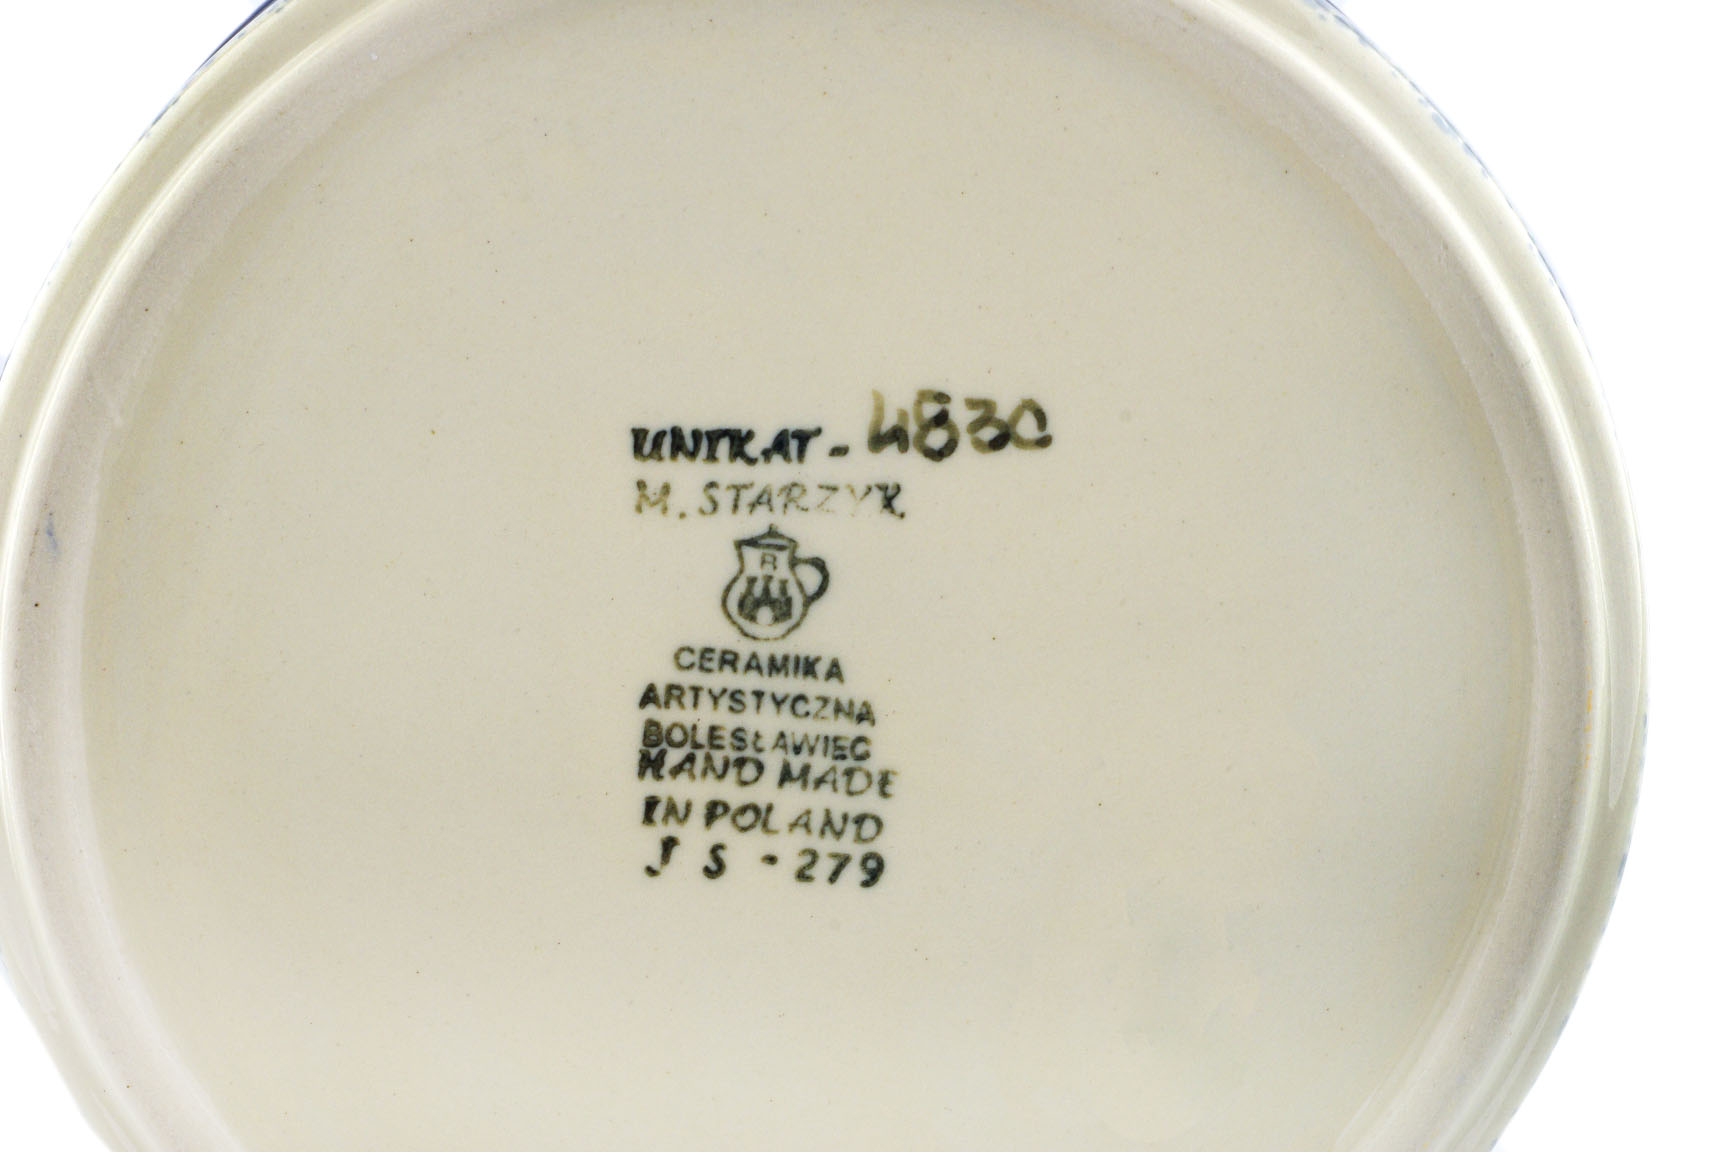 UNIKAT - 4830
M. STARZYK
R
CERAMIKA
ARTYSTYCZNA
BOLESŁAWIEC
HAND MADE
IN POLAND
J S - 279